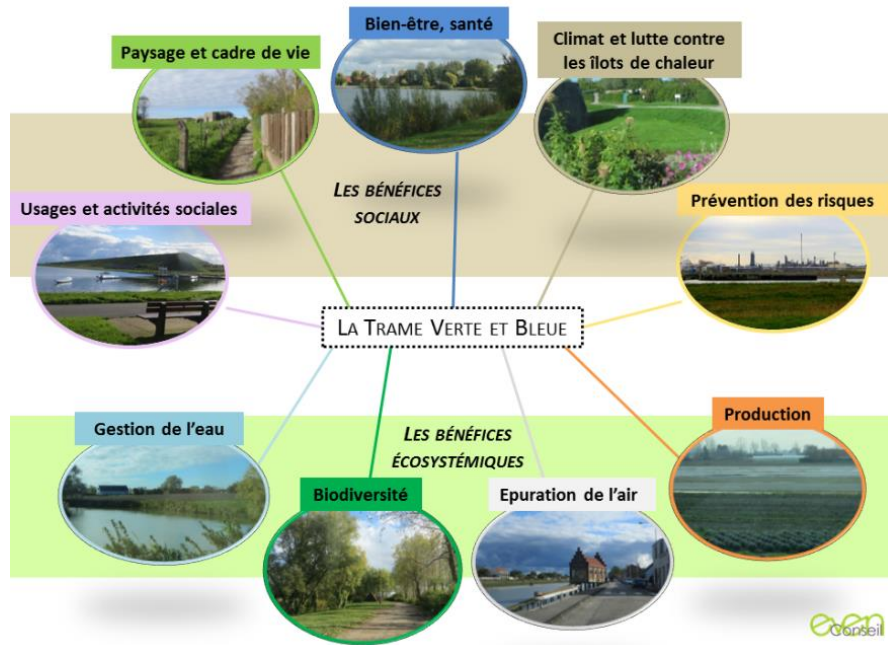 Bien-être, santé
Paysage et cadre de vie
Climat et lutte contre
les îlots de chaleur
LES BÉNÉFICES
SOCIAUX
Usages et activités sociales
Prévention des risques
LA TRAME VERTE ET BLEUE
Production
Gestion de l'eau
LES BÉNÉFICES
ÉCOSYSTÉMIQUES
Biodiversité
Epuration de l'air
even
Conseil